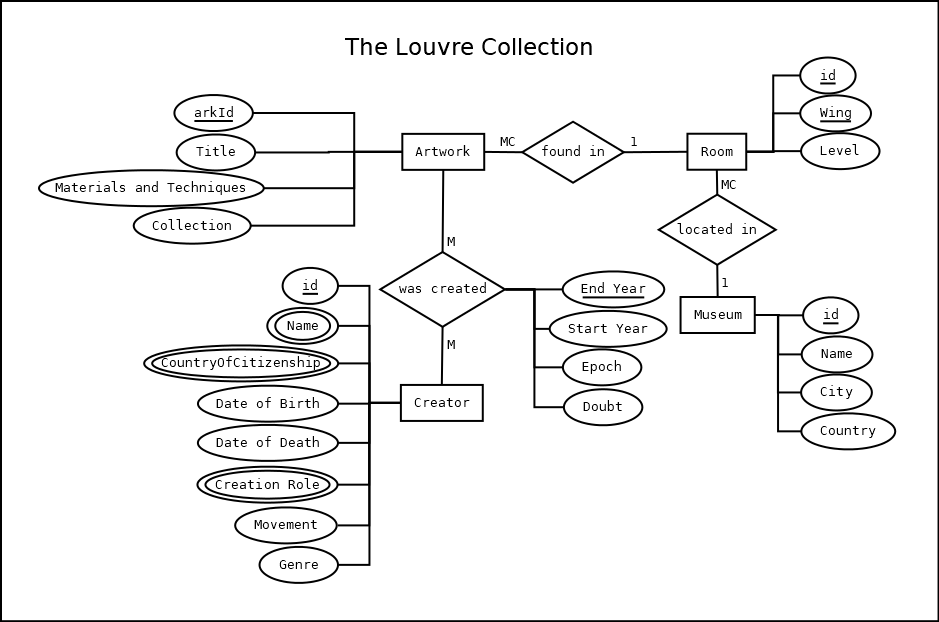 The Louvre Collection
arkId
Title
Materials and Techniques
Collection
Artwork
MC
found in
1
Room
id
Wing
Level
MC
located in
1
Museum
id
Name
City
Country
M
was created
M
End Year
Start Year
Epoch
Doubt
Creator
id
Name
CountryOfCitizenship
Date of Birth
Date of Death
Creation Role
Movement
Genre